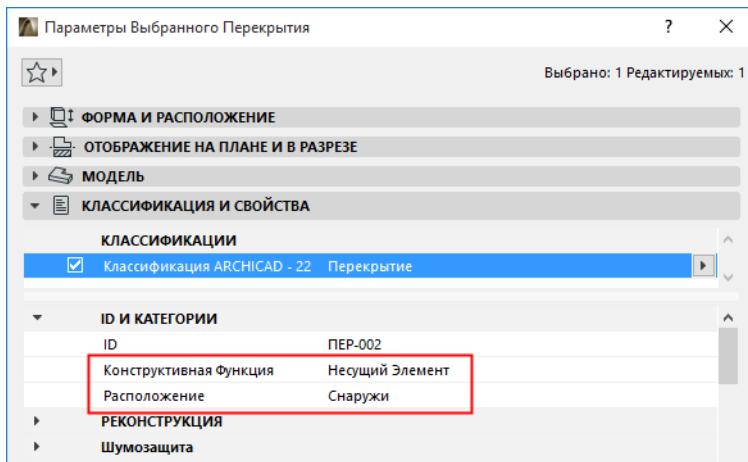 Параметры Выбранного Перекрытия ? ×
Выбрано: 1 Редактируемых: 1
ФОРМА И РАСПОЛОЖЕНИЕ
ОТОБРАЖЕНИЕ НА ПЛАНЕ И В РАЗРЕЗЕ
МОДЕЛЬ
КЛАССИФИКАЦИЯ И СВОЙСТВА
КЛАССИФИКАЦИИ
Классификация ARCHICAD - 22 Перекрытие
ID И КАТЕГОРИИ
ID ПЕР-002
Конструктивная Функция Несущий Элемент
Расположение Снаружи
РЕКОНСТРУКЦИЯ
Шумозащита